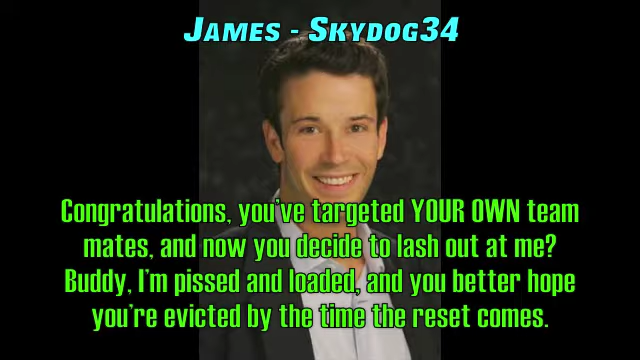 JAMES - SKYDOG34
Congratulations, you've targeted YOUR OWN team
mates, and now you decide to lash out at me?
Buddy, I'm pissed and loaded, and you better hope
you're evicted by the time the reset comes.